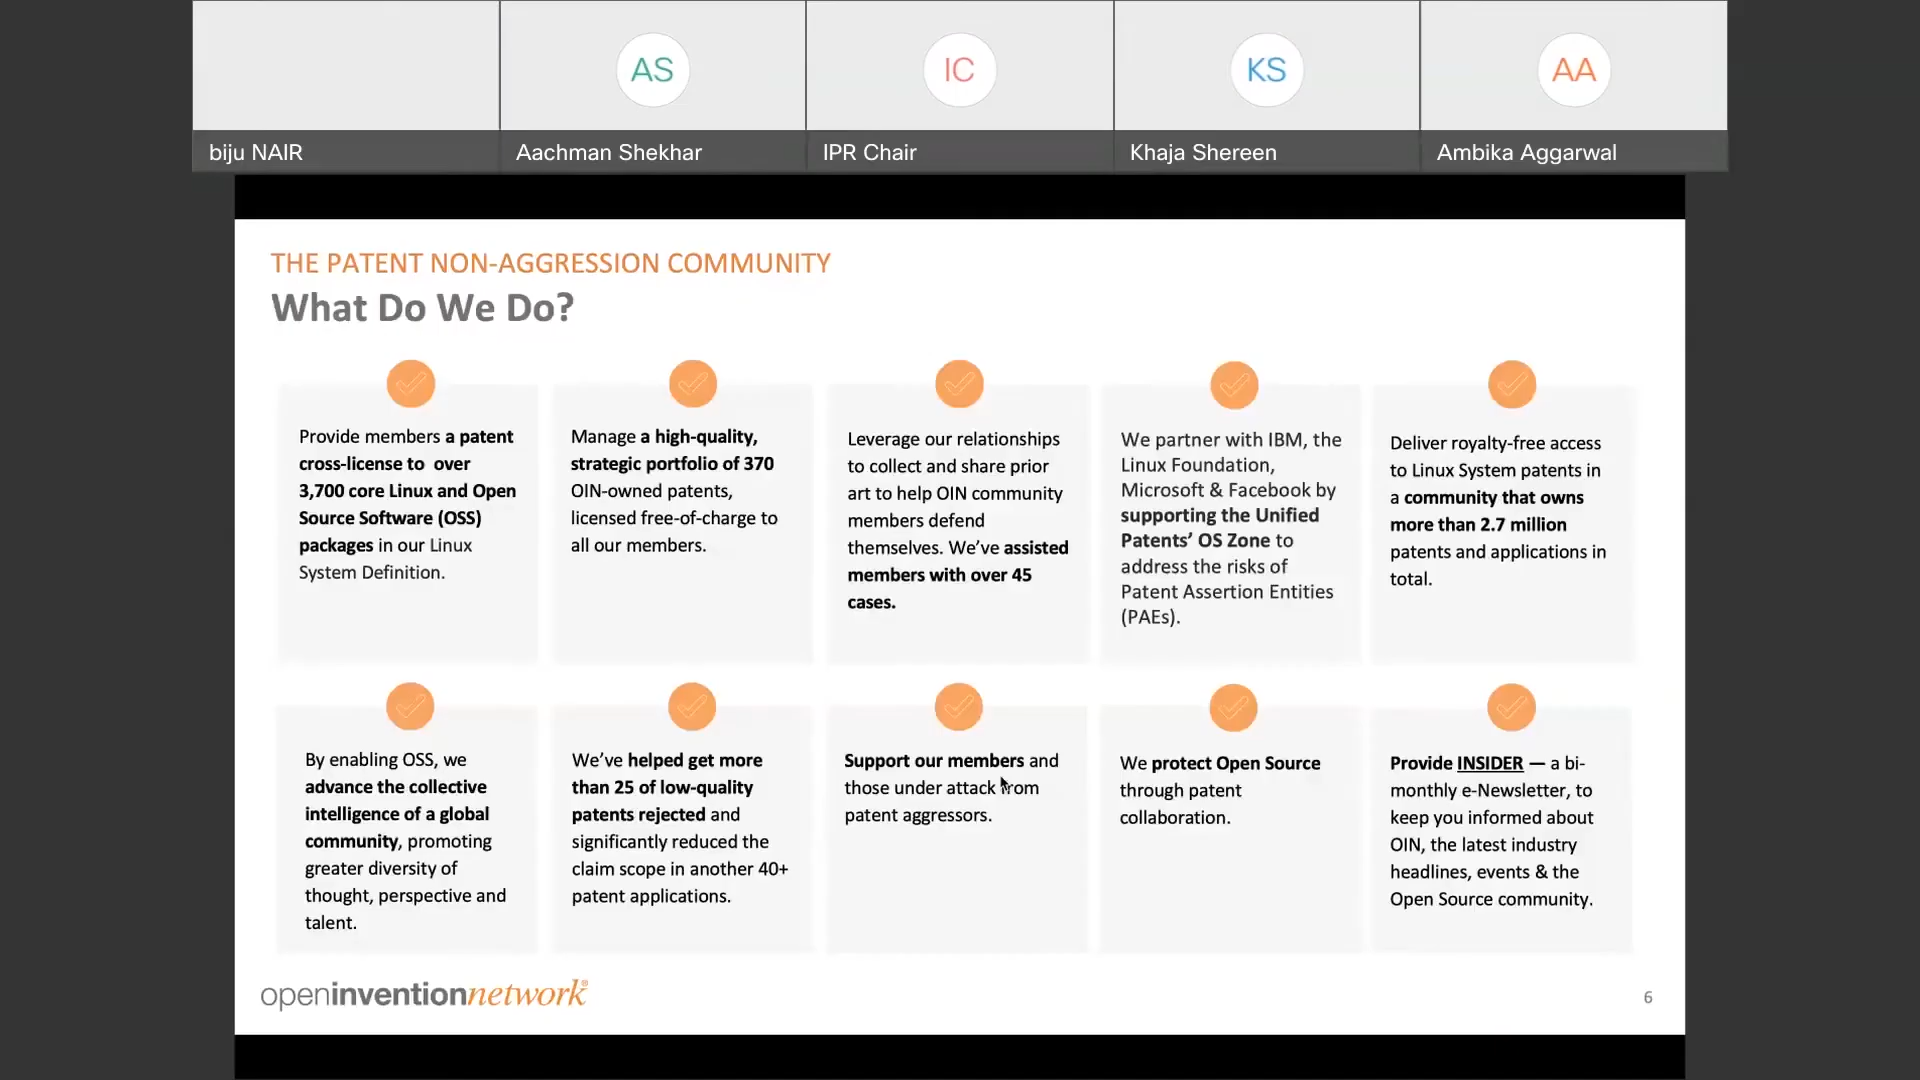 AS
IC
KS
AA
biju NAIR
Aachman Shekhar
IPR Chair
Khaja Shereen
Ambika Aggarwal
THE PATENT NON-AGGRESSION COMMUNITY
What Do We Do?
Provide members a patent
cross-license to over
3,700 core Linux and Open
Source Software (OSS)
packages in our Linux
System Definition.
Manage a high-quality,
strategic portfolio of 370
OIN-owned patents,
licensed free-of-charge to
all our members.
Leverage our relationships
to collect and share prior
art to help OIN community
members defend
themselves. We’ve assisted
members with over 45
cases.
We partner with IBM, the
Linux Foundation,
Microsoft & Facebook by
supporting the Unified
Patents’ OS Zone to
address the risks of
Patent Assertion Entities
(PAEs).
Deliver royalty-free access
to Linux System patents in
a community that owns
more than 2.7 million
patents and applications in
total.
By enabling OSS, we
advance the collective
intelligence of a global
community, promoting
greater diversity of
thought, perspective and
talent.
We’ve helped get more
than 25 of low-quality
patents rejected and
significantly reduced the
claim scope in another 40+
patent applications.
Support our members and
those under attack from
patent aggressors.
We protect Open Source
through patent
collaboration.
Provide INSIDER — a bi-
monthly e-Newsletter, to
keep you informed about
OIN, the latest industry
headlines, events & the
Open Source community.
openinventionnetwork®
6